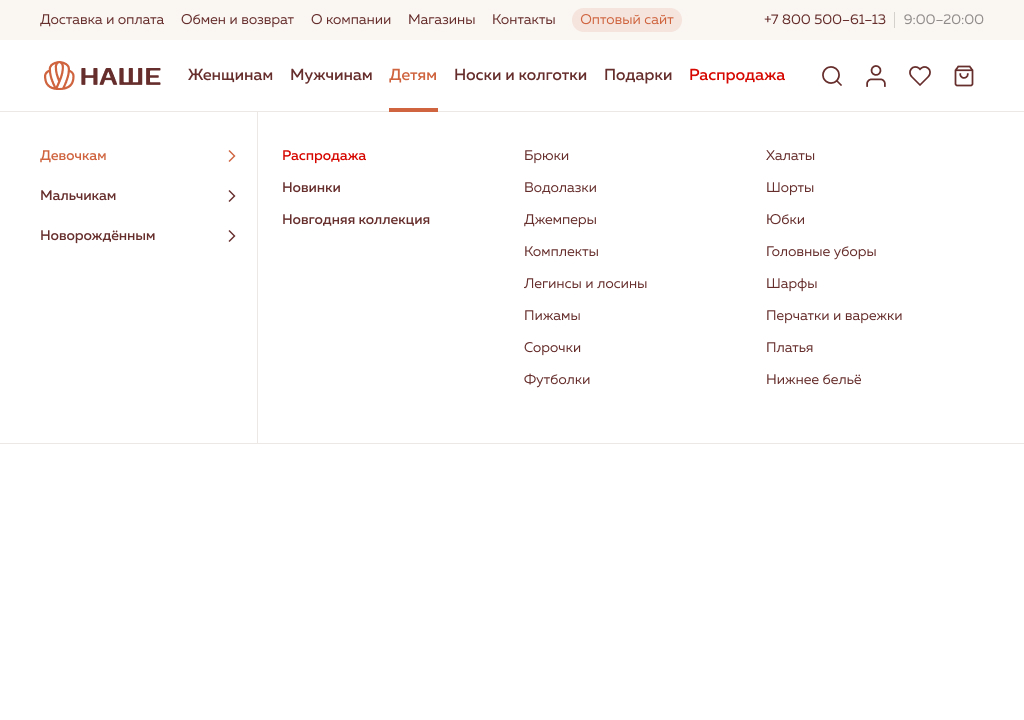 Доставка и оплата Обмен и возврат О компании Магазины Контакты Оптовый сайт +7 800 500–61–13 9:00–20:00
НАШЕ Женщинам Мужчинам Детям Носки и колготки Подарки Распродажа
Девочкам
Мальчикам
Новорождённым
Распродажа
Новинки
Новгодняя коллекция
Брюки
Водолазки
Джемперы
Комплекты
Легинсы и лосины
Пижамы
Сорочки
Футболки
Халаты
Шорты
Юбки
Головные уборы
Шарфы
Перчатки и варежки
Платья
Нижнее бельё